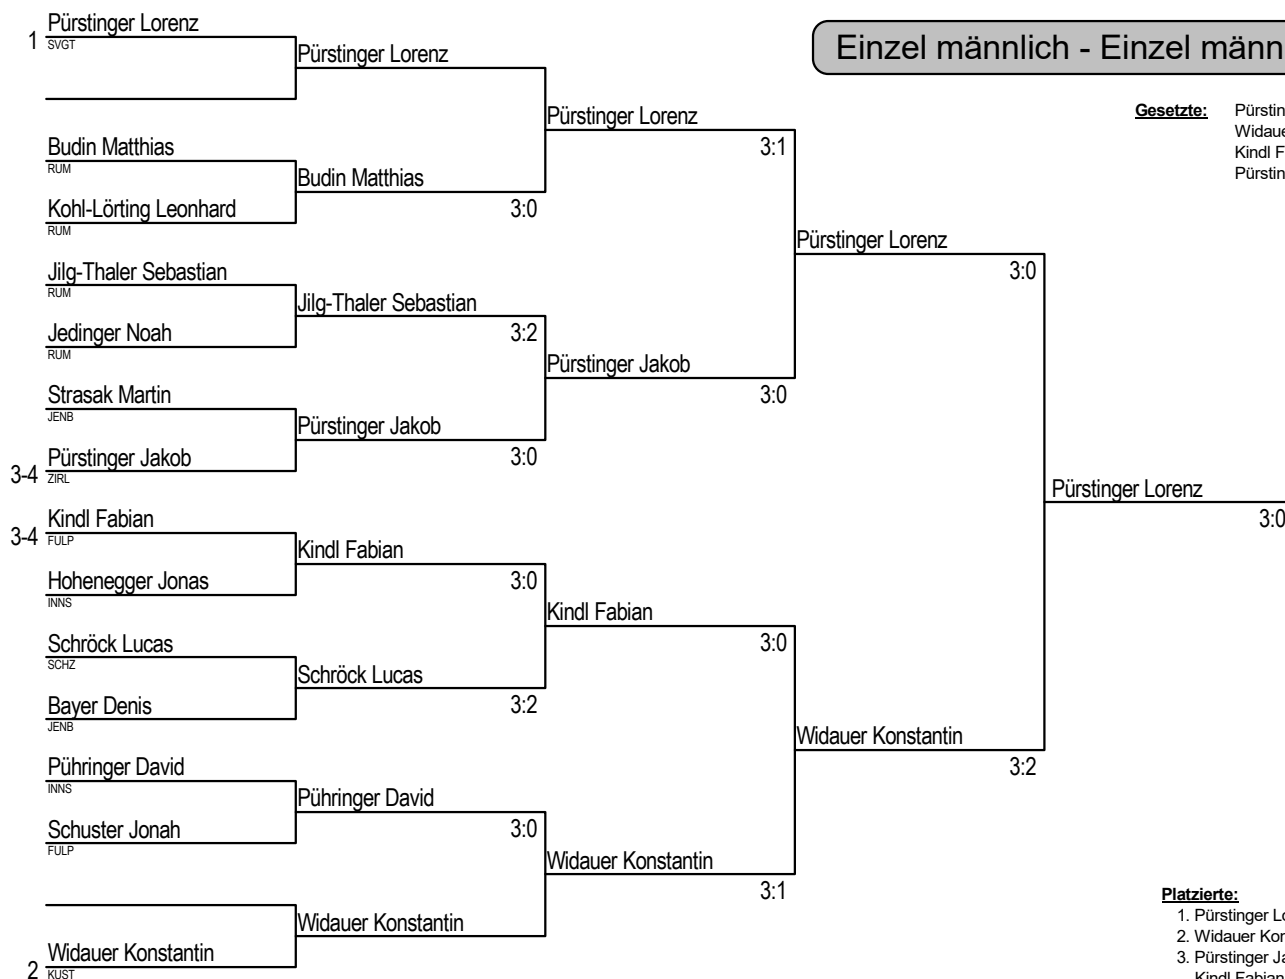 Einzel männlich - Einzel männ
Gesetzte:
Pürstin
Widaue
Kindl F
Pürstin
1
Pürstinger Lorenz
SVGT
Budin Matthias
RUM
Kohl-Lörting Leonhard
RUM
Jilg-Thaler Sebastian
RUM
Jedinger Noah
RUM
Strasak Martin
JENB
Pürstinger Jakob
3-4 ZIRL
Kindl Fabian
3-4 FULP
Hohenegger Jonas
INNS
Schröck Lucas
SCHZ
Bayer Denis
JENB
Pühringer David
INNS
Schuster Jonah
FULP
Widauer Konstantin
2 KUST
Pürstinger Lorenz
Budin Matthias
3:0
Jilg-Thaler Sebastian
3:2
Pürstinger Jakob
3:0
Kindl Fabian
3:0
Schröck Lucas
3:2
Pühringer David
3:0
Widauer Konstantin
Pürstinger Lorenz
3:1
Pürstinger Jakob
3:0
Kindl Fabian
3:0
Widauer Konstantin
3:1
Pürstinger Lorenz
3:0
Widauer Konstantin
3:2
Pürstinger Lorenz
3:0
Platzierte:
1. Pürstinger Lo
2. Widauer Kon
3. Pürstinger Ja
Kindl Fabian